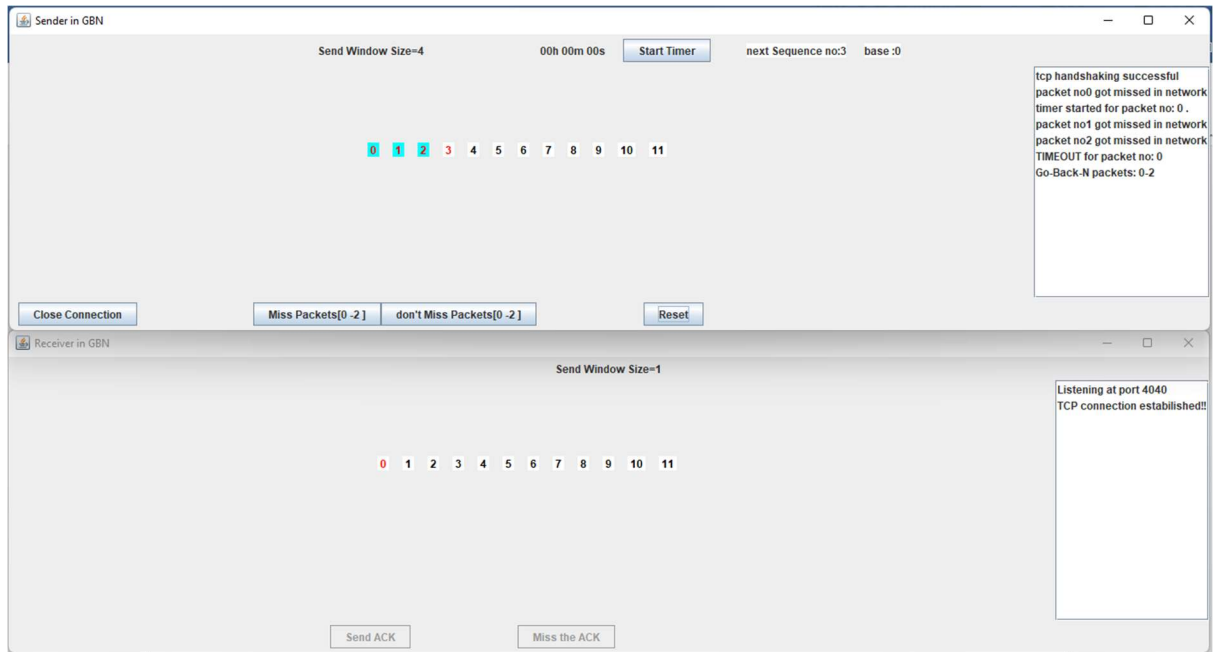 Sender in GBN
Send Window Size=4 00h 00m 00s Start Timer next Sequence no:3 base :0
tcp handshaking successful
packet no0 got missed in network
timer started for packet no: 0 .
packet no1 got missed in network
packet no2 got missed in network
TIMEOUT for packet no: 0
Go-Back-N packets: 0-2
0 1 2 3 4 5 6 7 8 9 10 11
Close Connection Miss Packets[0 -2 ] don't Miss Packets[0 -2 ] Reset
Receiver in GBN
Send Window Size=1
Listening at port 4040
TCP connection estabilished!!
0 1 2 3 4 5 6 7 8 9 10 11
Send ACK Miss the ACK